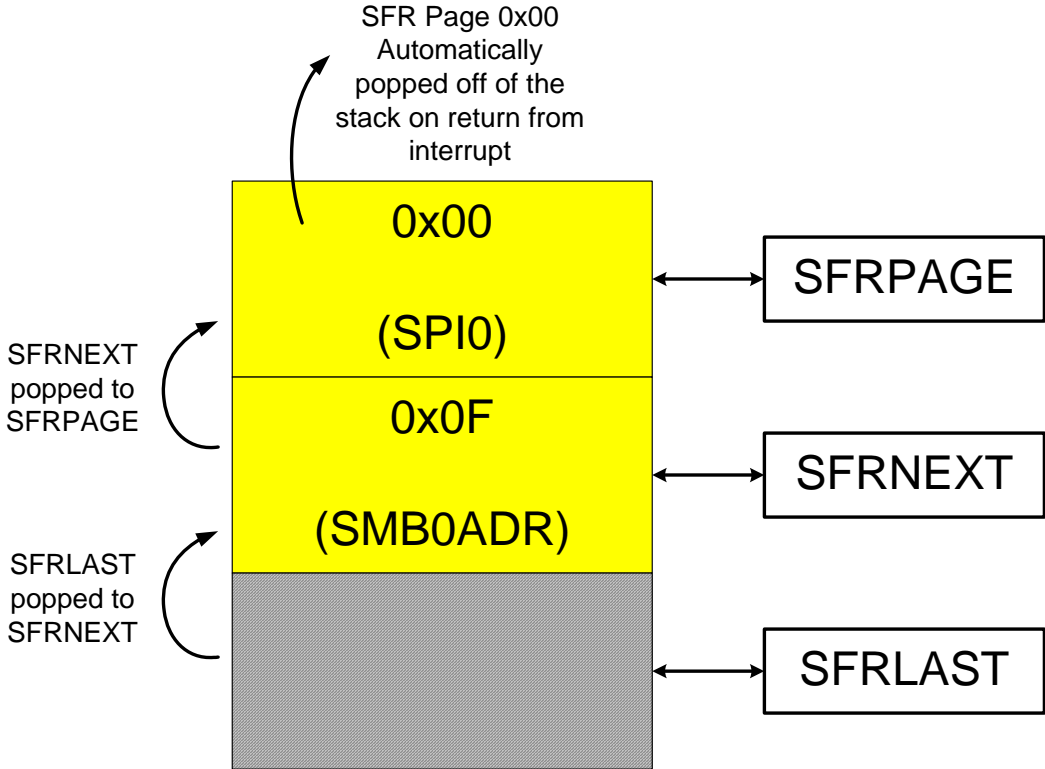 SFR Page 0x00
Automatically
popped off of the
stack on return from
interrupt
0x00
(SPI0)
SFRPAGE
SFRNEXT
popped to
SFRPAGE
0x0F
(SMB0ADR)
SFRNEXT
SFRLAST
popped to
SFRNEXT
SFRLAST